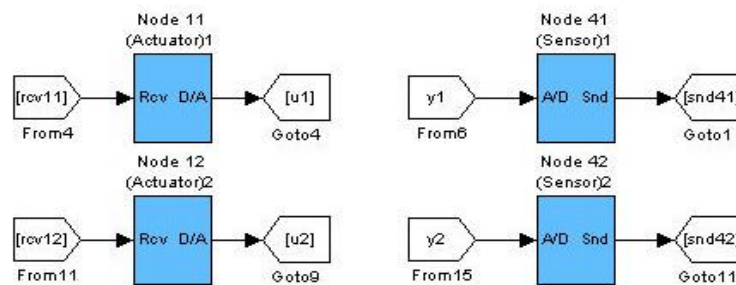 Node 11
(Actuator)1
Node 41
(Sensor)1
[rcv11]
Rcv D/A
[u1]
y1
A/D Snd
[snd41]
From4
Goto4
From6
Goto1
Node 12
(Actuator)2
Node 42
(Sensor)2
[rcv12]
Rcv D/A
[u2]
y2
A/D Snd
[snd42]
From11
Goto9
From15
Goto11